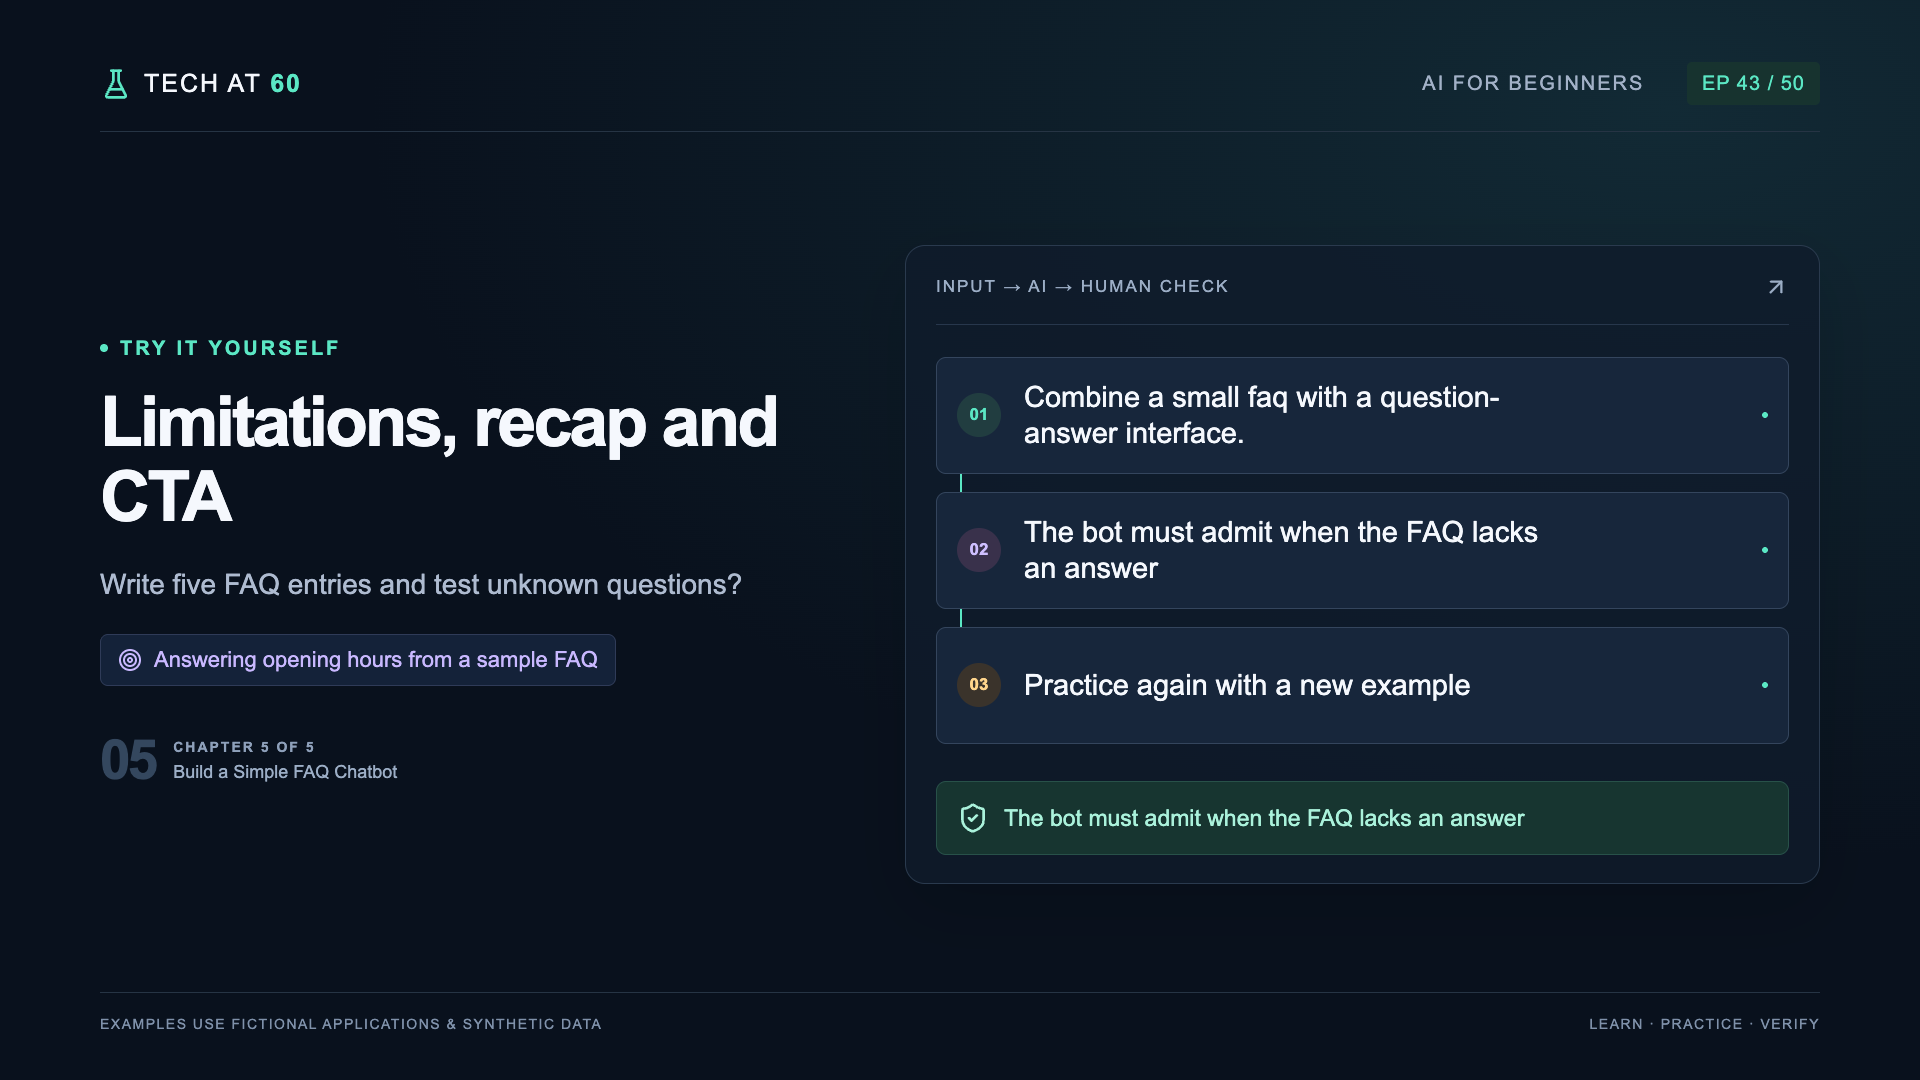 TECH AT 60
AI FOR BEGINNERS
EP 43 / 50
TRY IT YOURSELF
Limitations, recap and
CTA
Write five FAQ entries and test unknown questions?
Answering opening hours from a sample FAQ
05
CHAPTER 5 OF 5
Build a Simple FAQ Chatbot
INPUT → AI → HUMAN CHECK
01
Combine a small faq with a question-
answer interface.
02
The bot must admit when the FAQ lacks
an answer
03
Practice again with a new example
The bot must admit when the FAQ lacks an answer
EXAMPLES USE FICTIONAL APPLICATIONS & SYNTHETIC DATA
LEARN · PRACTICE · VERIFY